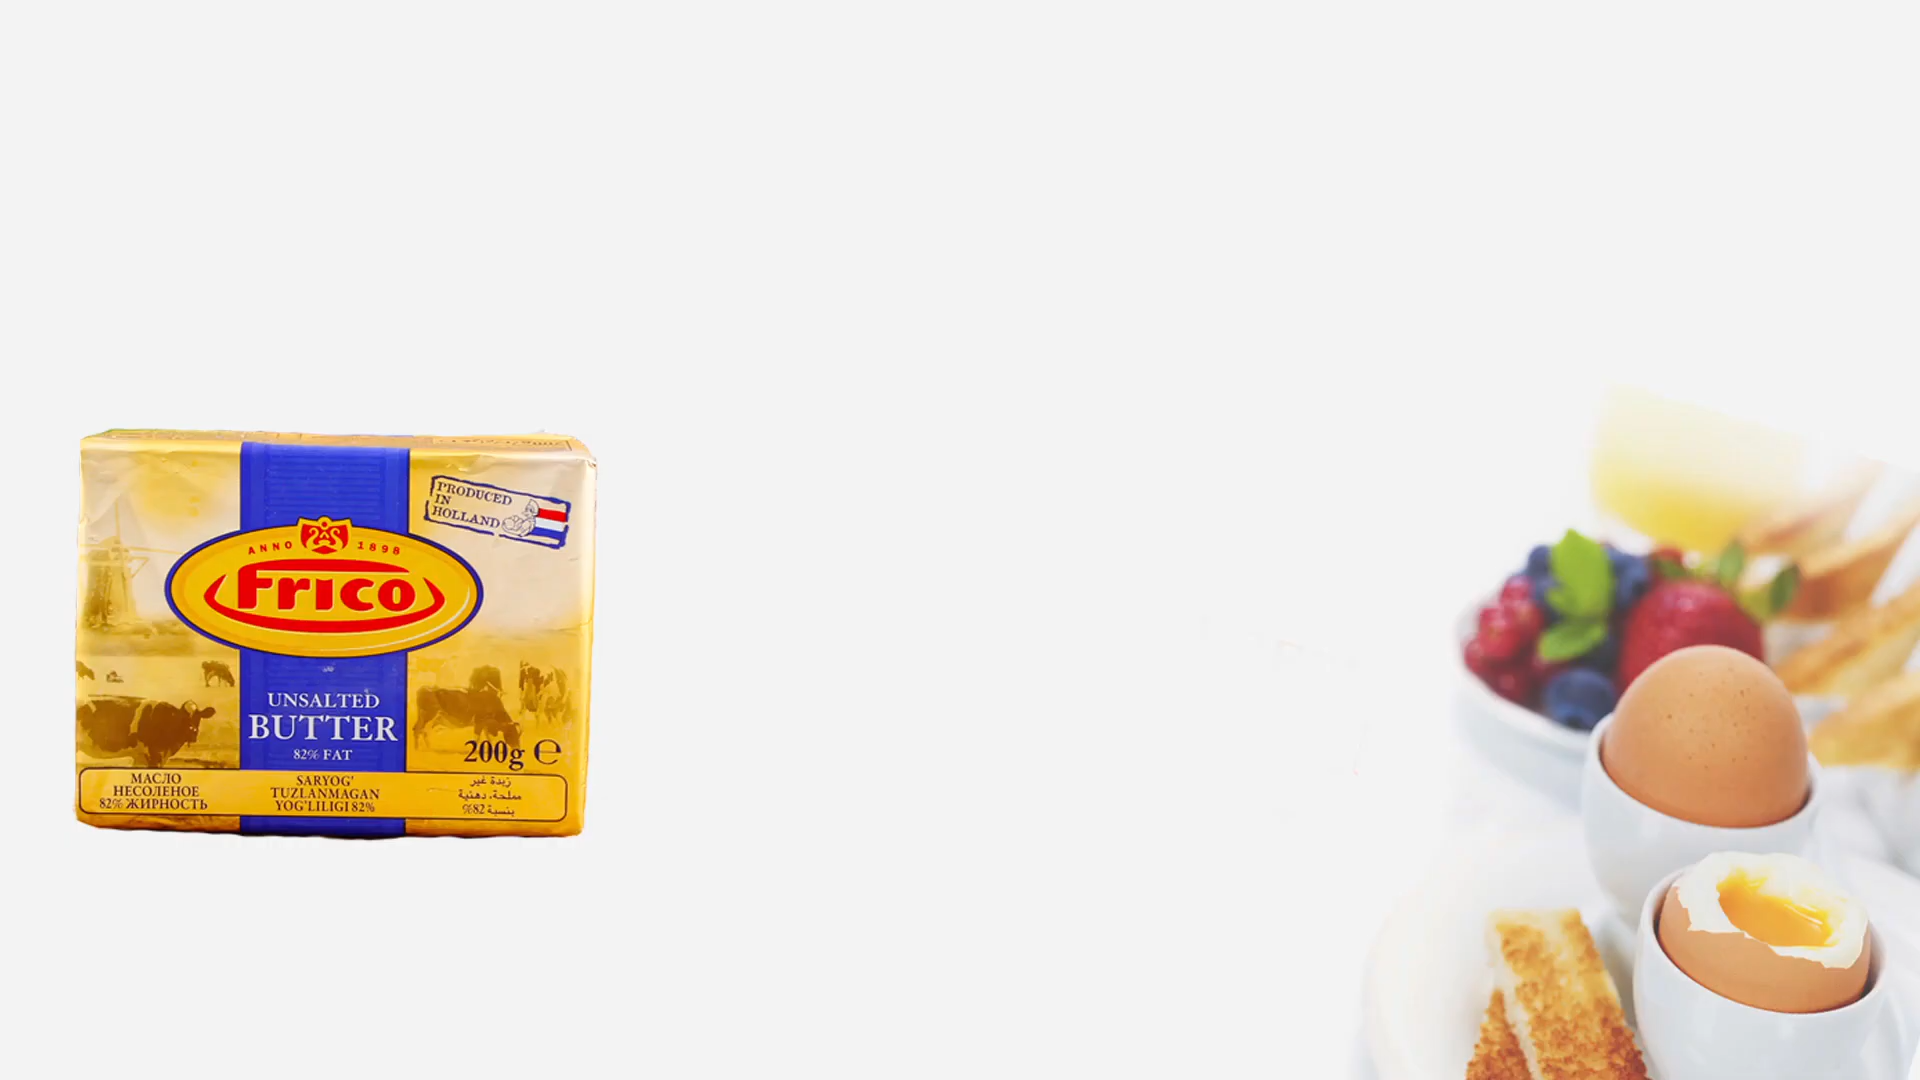 PRODUCED
IN
HOLLAND
ANNO 1898
Frico
UNSALTED
BUTTER
82% FAT
200g ℮
МАСЛО
НЕСОЛЕНОЕ
82% ЖИРНОСТЬ
SARYOG'
TUZLANMAGAN
YOG'LILIGI 82%
زبدة غير
مملحة، دهنية
بنسبة 82%